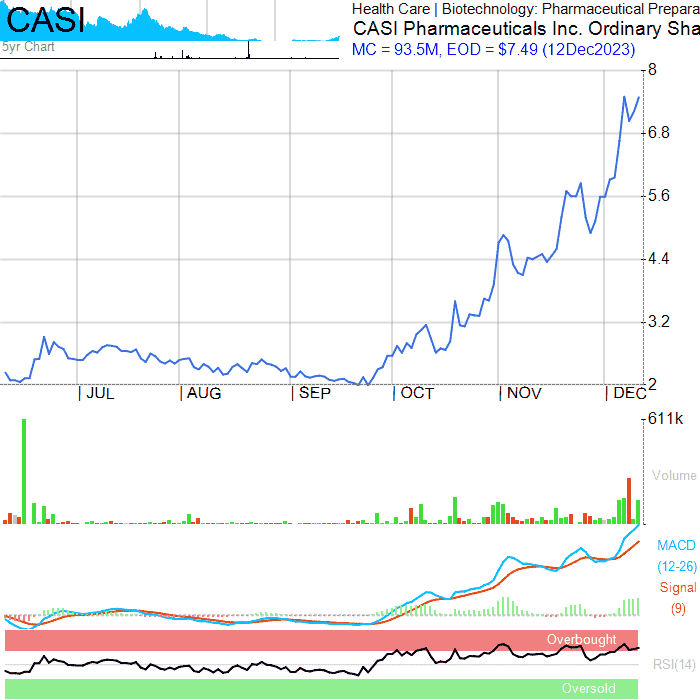 CASI
5yr Chart
Health Care | Biotechnology: Pharmaceutical Prepara
CASI Pharmaceuticals Inc. Ordinary Sha
MC = 93.5M, EOD = $7.49 (12Dec2023)
8
6.8
5.6
4.4
3.2
2
| JUL | AUG | SEP | OCT | NOV | DEC
611k
Volume
MACD
(12-26)
Signal
(9)
Overbought
RSI(14)
Oversold